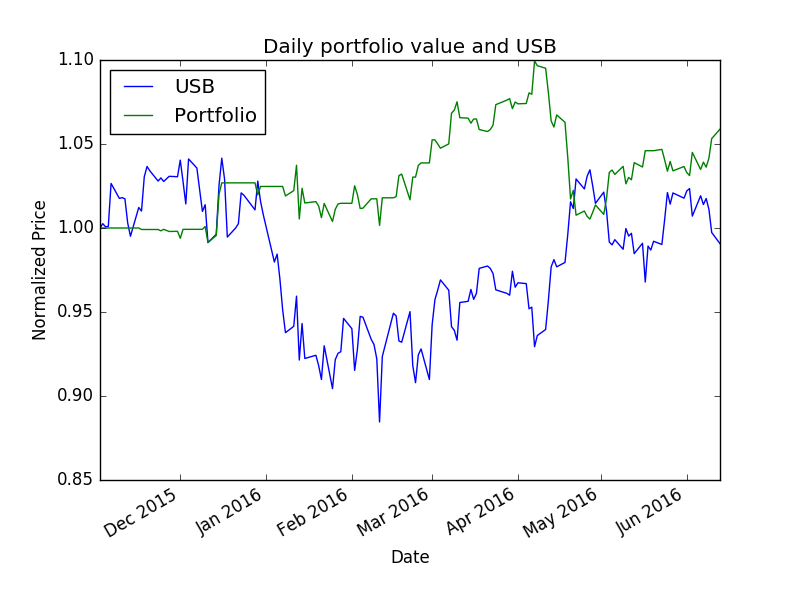 Daily portfolio value and USB
1.10
1.05
1.00
0.95
0.90
0.85
Normalized Price
USB
Portfolio
Dec 2015
Jan 2016
Feb 2016
Mar 2016
Apr 2016
May 2016
Jun 2016
Date